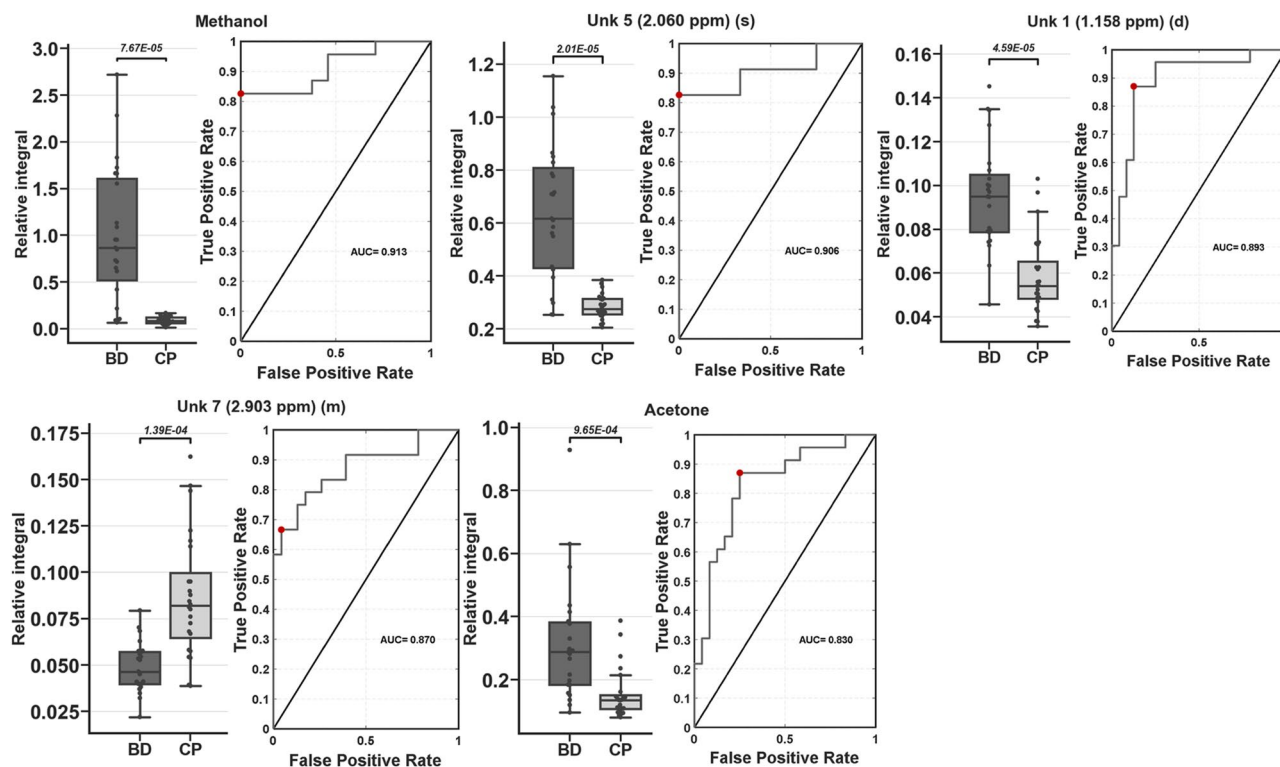 Methanol
7.67E-05
Relative integral
3.0
2.5
2.0
1.5
1.0
0.5
0.0
BD CP
True Positive Rate
1
0.9
0.8
0.7
0.6
0.5
0.4
0.3
0.2
0.1
0
AUC= 0.913
0 0.5 1
False Positive Rate
Unk 5 (2.060 ppm) (s)
2.01E-05
Relative integral
1.2
1.0
0.8
0.6
0.4
0.2
BD CP
True Positive Rate
1
0.9
0.8
0.7
0.6
0.5
0.4
0.3
0.2
0.1
0
AUC= 0.906
0 0.5 1
False Positive Rate
Unk 1 (1.158 ppm) (d)
4.59E-05
Relative integral
0.16
0.14
0.12
0.10
0.08
0.06
0.04
BD CP
True Positive Rate
1
0.9
0.8
0.7
0.6
0.5
0.4
0.3
0.2
0.1
0
AUC= 0.893
0 0.5
False Positive Rate
Unk 7 (2.903 ppm) (m)
1.39E-04
Relative integral
0.175
0.150
0.125
0.100
0.075
0.050
0.025
BD CP
True Positive Rate
1
0.9
0.8
0.7
0.6
0.5
0.4
0.3
0.2
0.1
0
AUC= 0.870
0 0.5 1
False Positive Rate
Acetone
9.65E-04
Relative integral
1.0
0.8
0.6
0.4
0.2
BD CP
True Positive Rate
1
0.9
0.8
0.7
0.6
0.5
0.4
0.3
0.2
0.1
0
AUC= 0.830
0 0.5 1
False Positive Rate